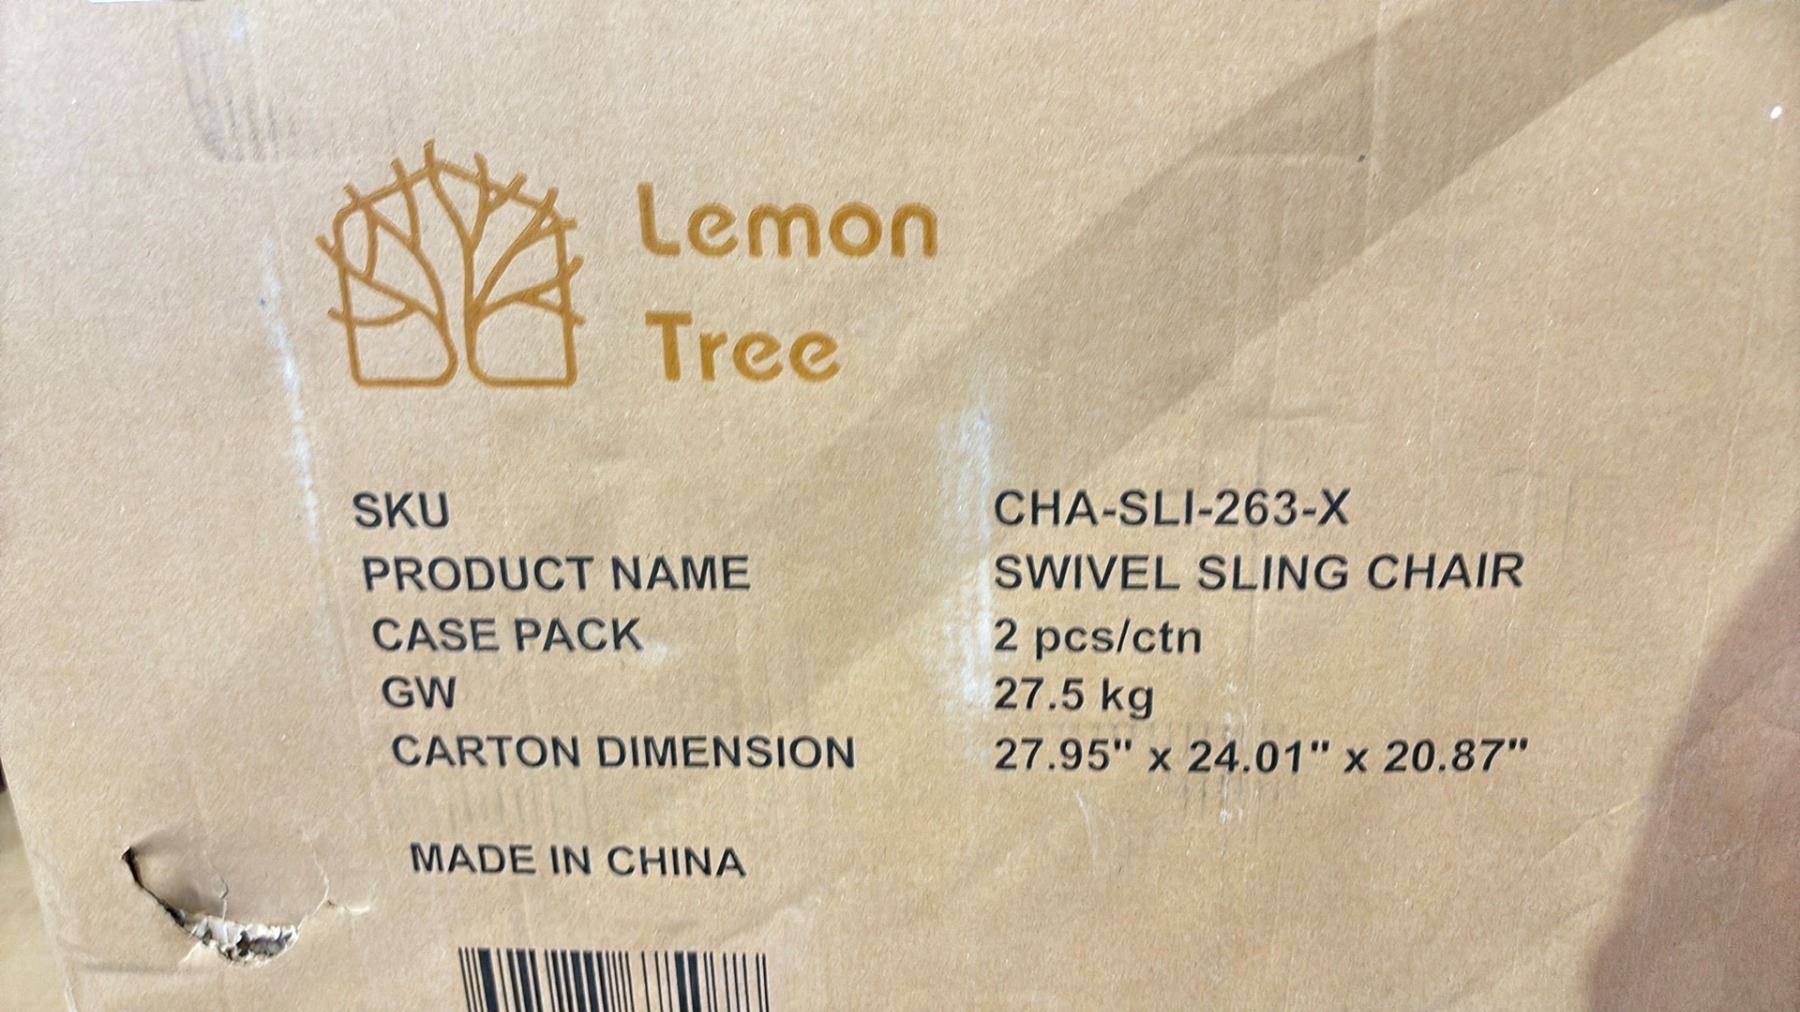 Lemon
Tree
SKU CHA-SLI-263-X
PRODUCT NAME SWIVEL SLING CHAIR
CASE PACK 2 pcs/ctn
GW 27.5 kg
CARTON DIMENSION 27.95" x 24.01" x 20.87"
MADE IN CHINA